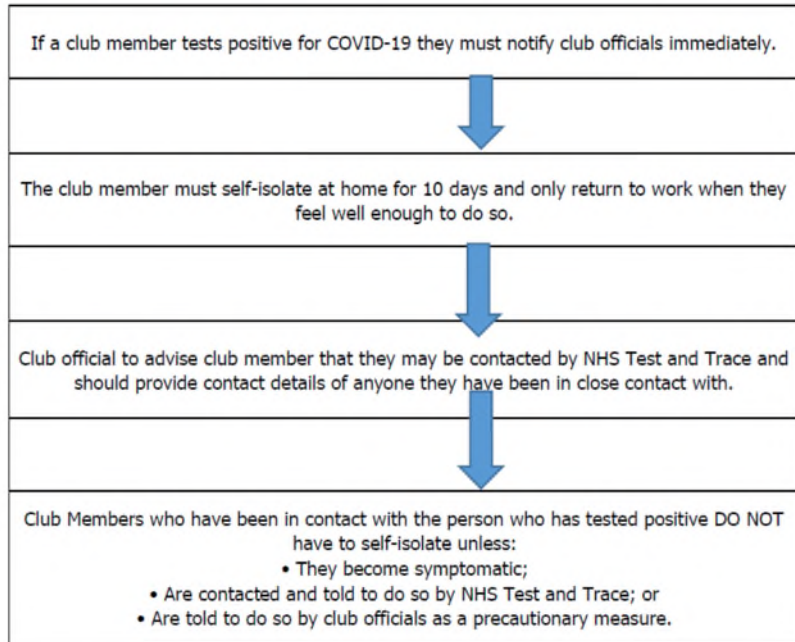 If a club member tests positive for COVID-19 they must notify club officials immediately.
The club member must self-isolate at home for 10 days and only return to work when they
feel well enough to do so.
Club official to advise club member that they may be contacted by NHS Test and Trace and
should provide contact details of anyone they have been in close contact with.
Club Members who have been in contact with the person who has tested positive DO NOT
have to self-isolate unless:
• They become symptomatic;
• Are contacted and told to do so by NHS Test and Trace; or
• Are told to do so by club officials as a precautionary measure.